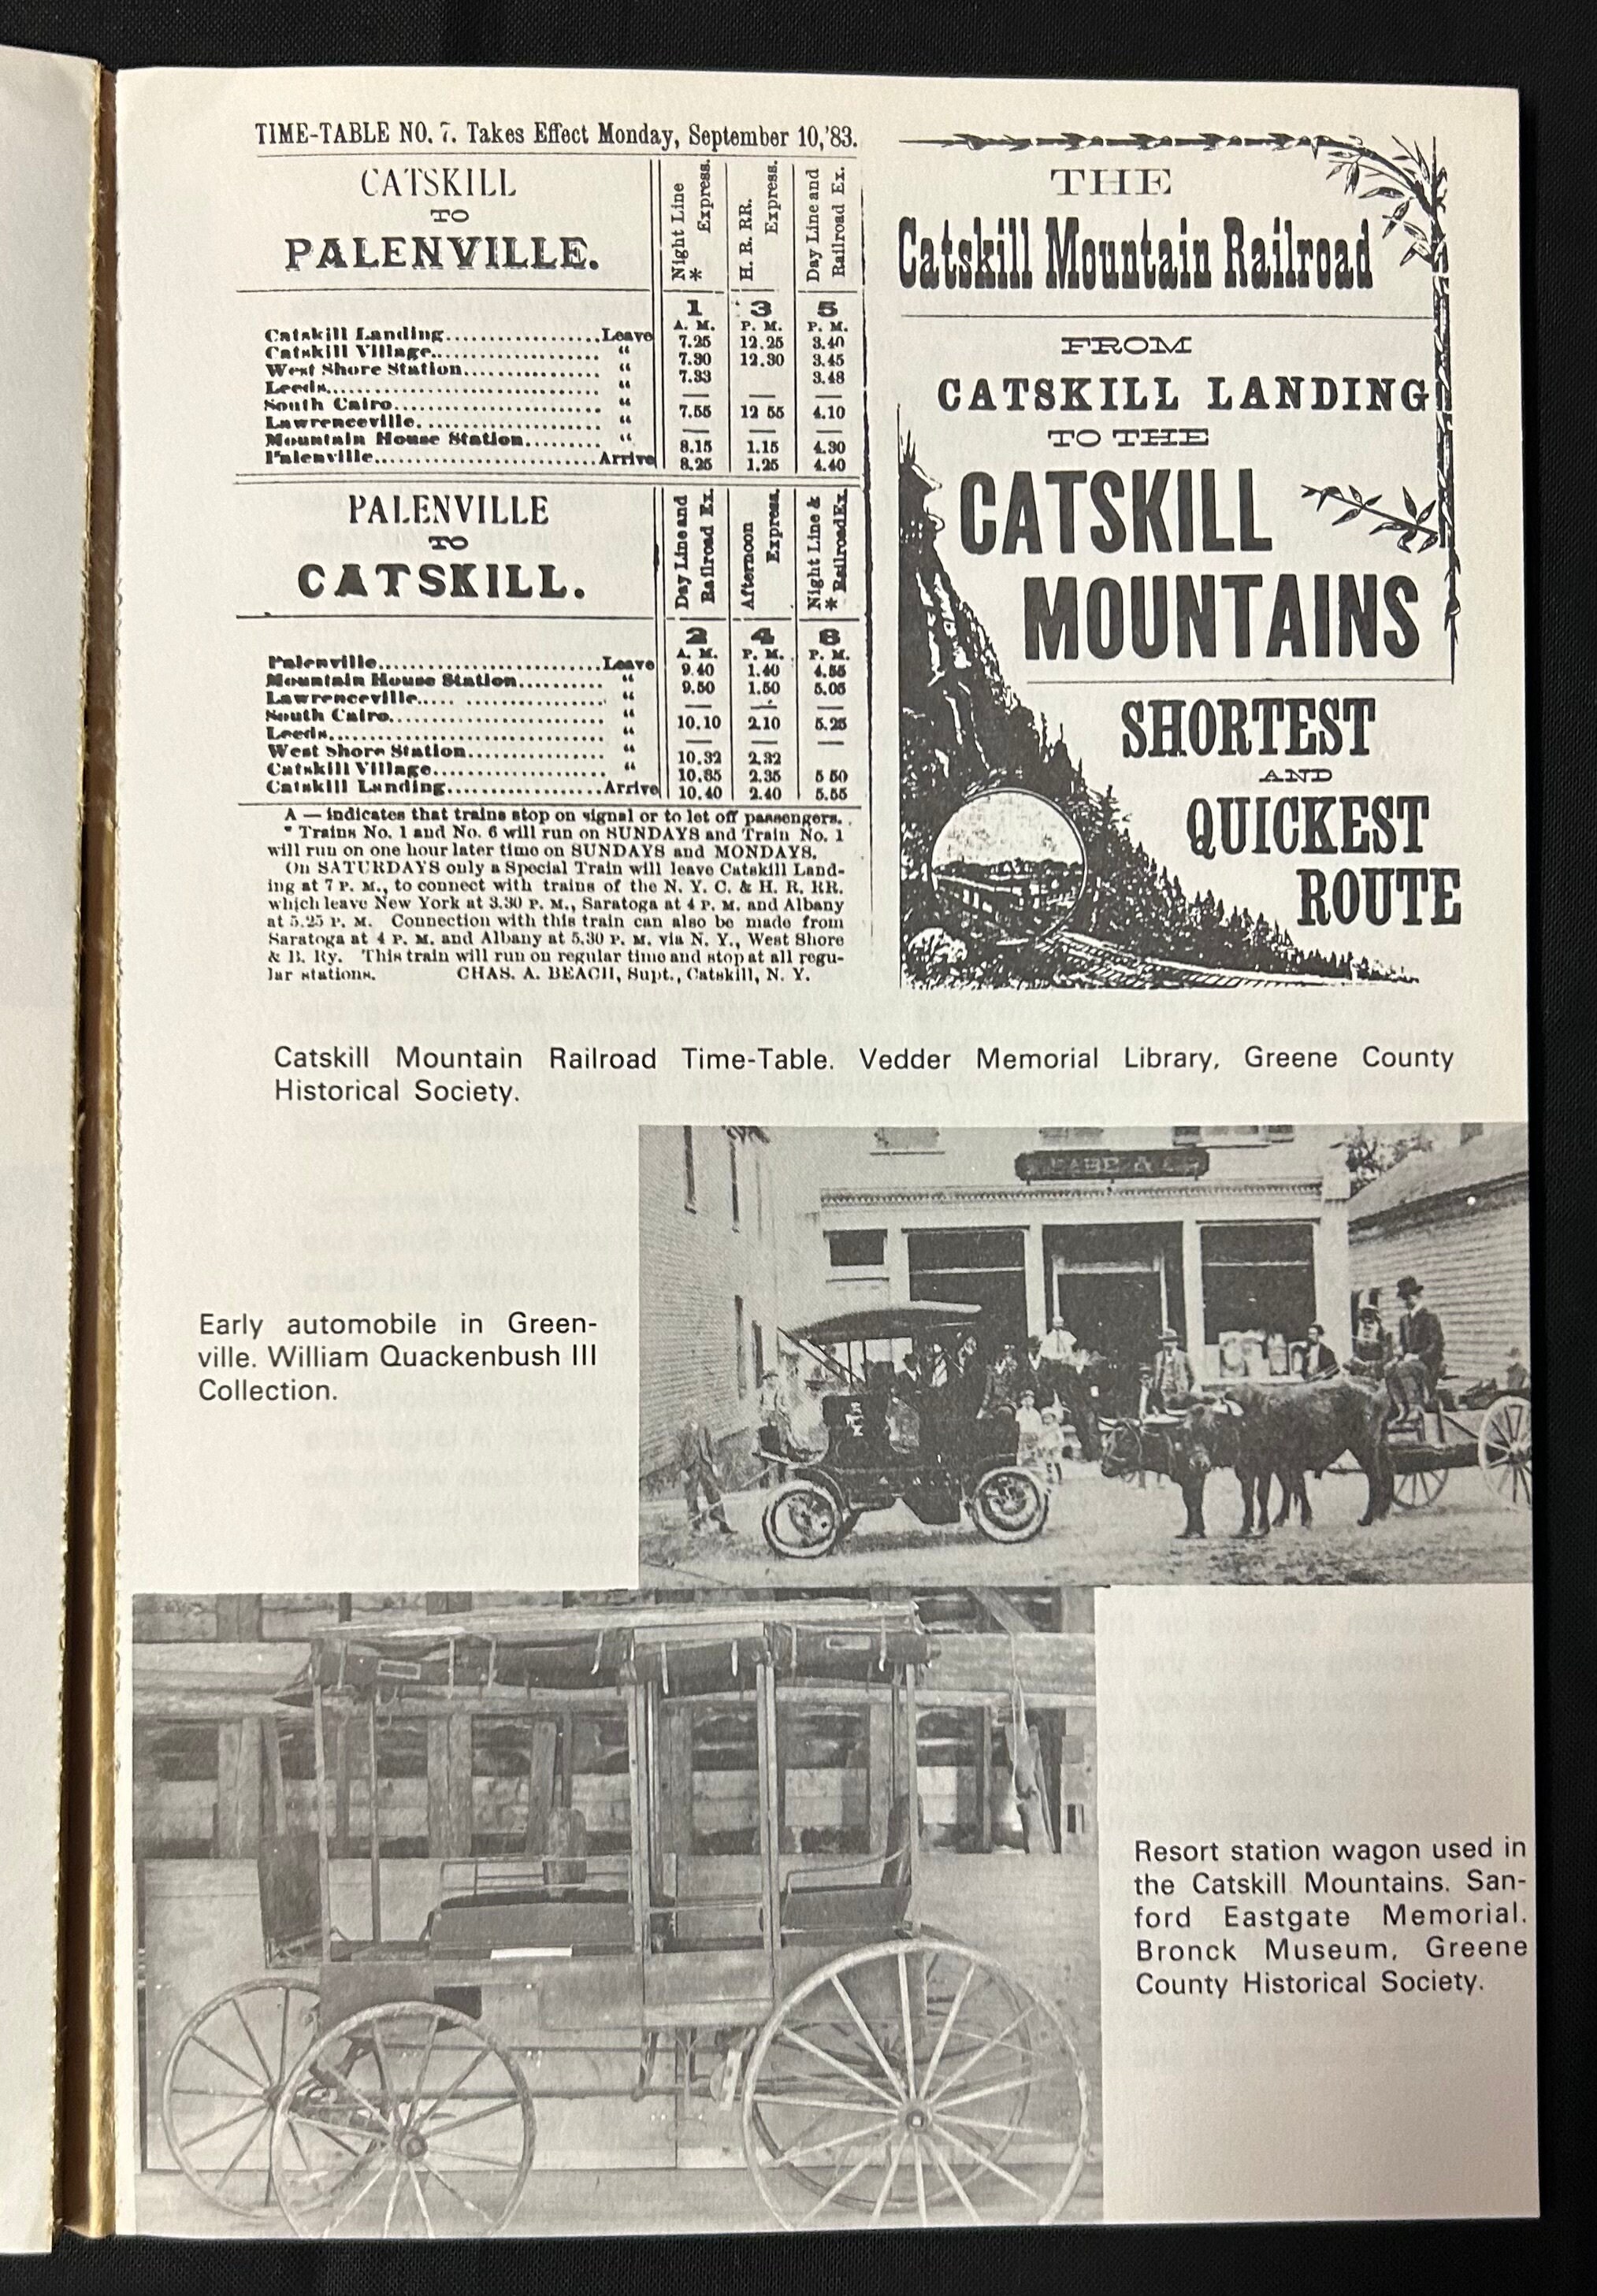 TIME-TABLE NO. 7. Takes Effect Monday, September 10,'83.
CATSKILL
TO
PALENVILLE.
Night Line Express. *
H. R. RR. Express.
Day Line and Railroad Ex.
1 3 5
A. M. P. M. P. M.
Catskill Landing....................Leave 7.25 12.25 3.40
Catskill Village.................... “ 7.30 12.30 3.45
West Shore Station................ “ 7.33 3.48
Leeds................................ “ — — —
South Cairo......................... “ 7.55 12 55 4.10
Lawrenceville....................... “ — — —
Mountain House Station......... “ 8.15 1.15 4.30
Palenville...........................Arrive 8.25 1.25 4.40
PALENVILLE
TO
CATSKILL.
Day Line and Railroad Ex.
Afternoon Express.
Night Line & Railroad Ex. *
2 4 6
A. M. P. M. P. M.
Palenville...........................Leave 9.40 1.40 4.55
Mountain House Station.......... “ 9.50 1.50 5.05
Lawrenceville..... ................ “ — — —
South Cairo......................... “ 10.10 2.10 5.25
Leeds................................ “ — — —
West Shore Station................ “ 10.32 2.32
Catskill Village.................... “ 10.35 2.35 5 50
Catskill Landing....................Arrive 10.40 2.40 5.55
A — indicates that trains stop on signal or to let off passengers.
* Trains No. 1 and No. 6 will run on SUNDAYS and Train No. 1
will run on one hour later time on SUNDAYS and MONDAYS.
On SATURDAYS only a Special Train will leave Catskill Land-
ing at 7 P. M., to connect with trains of the N. Y. C. & H. R. RR.
which leave New York at 3.30 P. M., Saratoga at 4 P. M. and Albany
at 5.25 P. M. Connection with this train can also be made from
Saratoga at 4 P. M. and Albany at 5.30 P. M. via N. Y., West Shore
& B. Ry. This train will run on regular time and stop at all regu-
lar stations. CHAS. A. BEACH, Supt., Catskill, N. Y.
THE
Catskill Mountain Railroad
FROM
CATSKILL LANDING
TO THE
CATSKILL
MOUNTAINS
SHORTEST
AND
QUICKEST
ROUTE
Catskill Mountain Railroad Time-Table. Vedder Memorial Library, Greene County
Historical Society.
Early automobile in Green-
ville. William Quackenbush III
Collection.
Resort station wagon used in
the Catskill Mountains. San-
ford Eastgate Memorial.
Bronck Museum, Greene
County Historical Society.